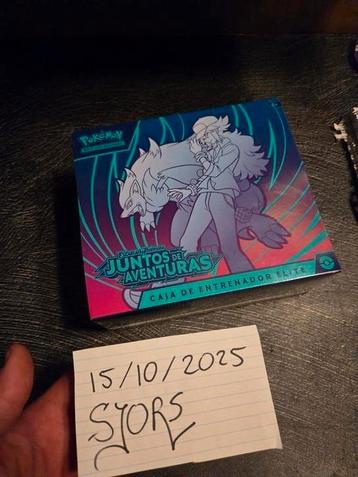 POKÉMON
JUNTOS DE
AVENTURAS
CAJA DE ENTRENADOR ÉLITE
15/10/2025
SJORS